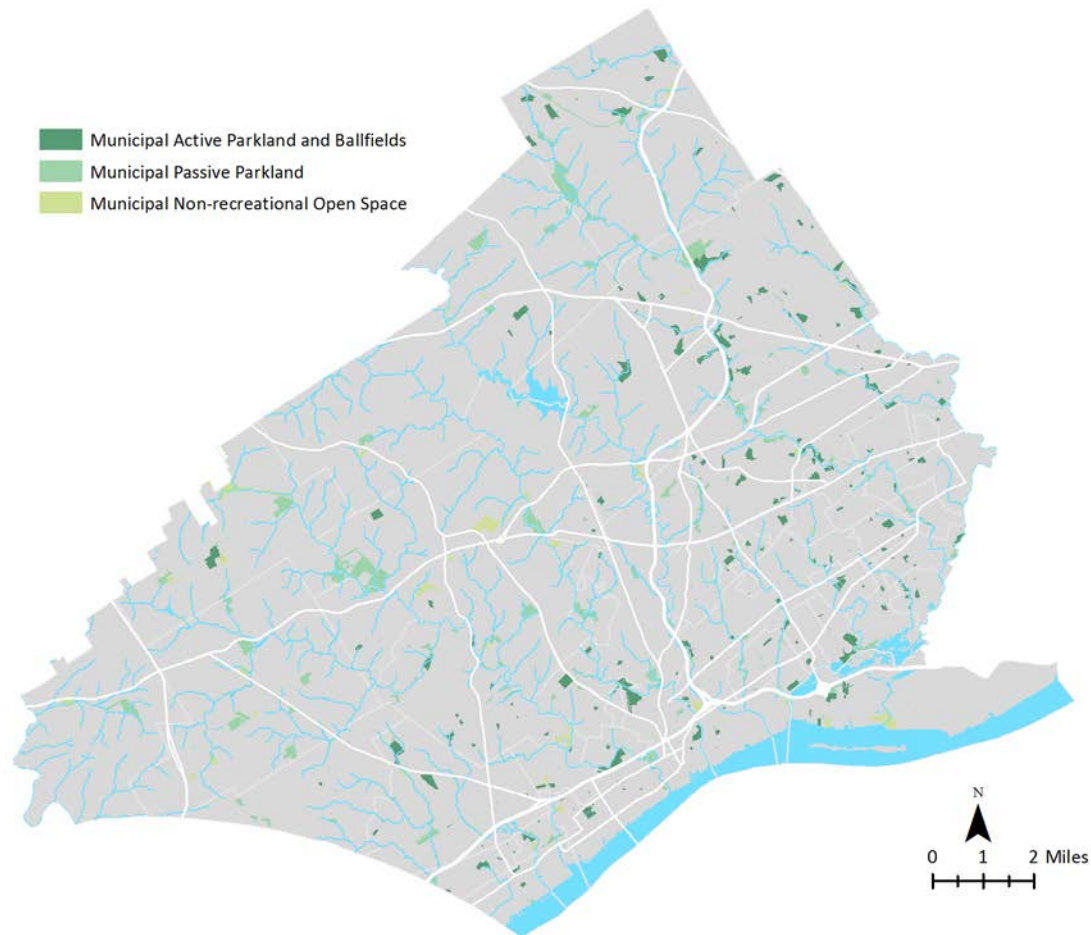 Municipal Active Parkland and Ballfields
Municipal Passive Parkland
Municipal Non-recreational Open Space
N
0 1 2 Miles